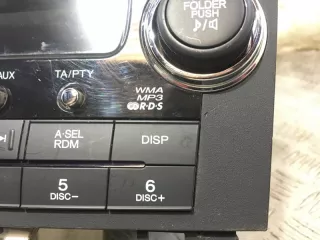 FOLDER
PUSH
AUX
TA/PTY
WMA
MP3
R·D·S
A·SEL
RDM
DISP
5
DISC−
6
DISC+